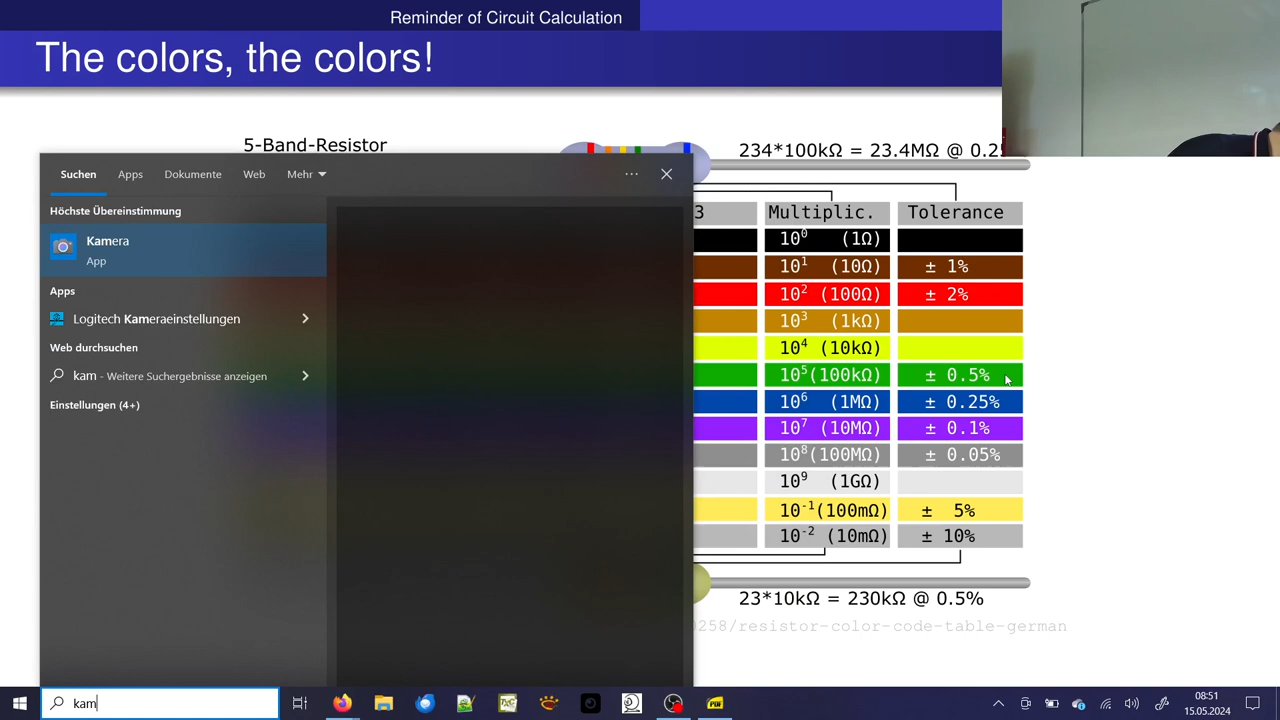 Reminder of Circuit Calculation
The colors, the colors!
5-Band-Resistor
234*100kΩ = 23.4MΩ @ 0.2
Suchen Apps Dokumente Web Mehr
Höchste Übereinstimmung
Kamera
App
Apps
Logitech Kameraeinstellungen
Web durchsuchen
kam - Weitere Suchergebnisse anzeigen
Einstellungen (4+)
3 Multiplic. Tolerance
10⁰ (1Ω)
10¹ (10Ω) ± 1%
10² (100Ω) ± 2%
10³ (1kΩ)
10⁴ (10kΩ)
10⁵(100kΩ) ± 0.5%
10⁶ (1MΩ) ± 0.25%
10⁷ (10MΩ) ± 0.1%
10⁸(100MΩ) ± 0.05%
10⁹ (1GΩ)
10⁻¹(100mΩ) ± 5%
10⁻² (10mΩ) ± 10%
23*10kΩ = 230kΩ @ 0.5%
0258/resistor-color-code-table-german
kam
08:51
15.05.2024